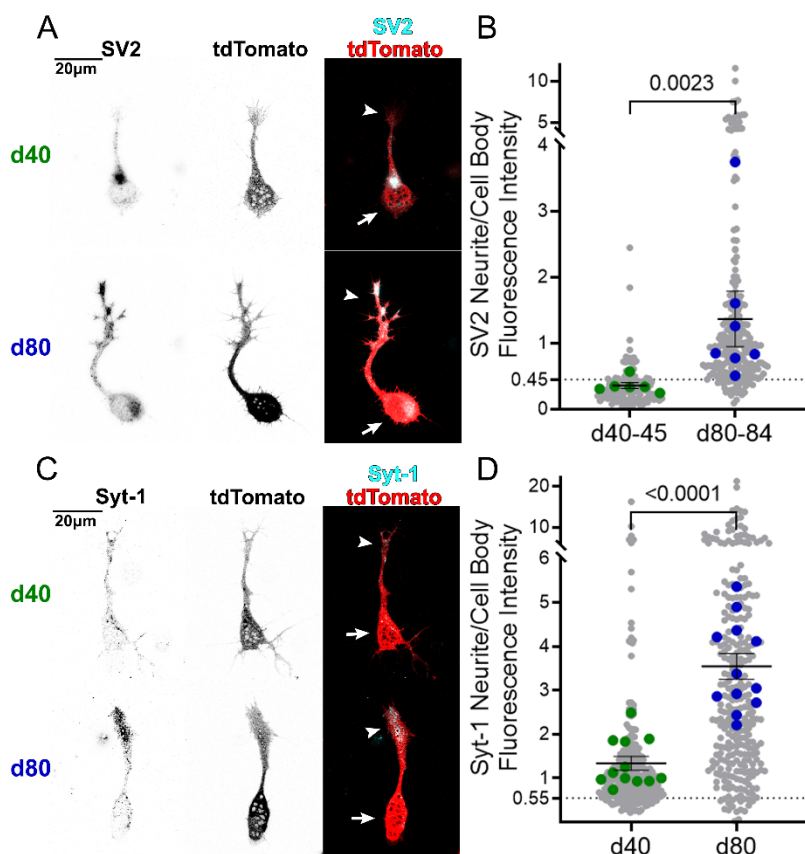 A
SV2
tdTomato
SV2
tdTomato
20µm
d40
d80
B
SV2 Neurite/Cell Body
Fluorescence Intensity
10
5
4
3
2
1
0.45
0
0.0023
d40-45
d80-84
C
Syt-1
tdTomato
Syt-1
tdTomato
20µm
d40
d80
D
Syt-1 Neurite/Cell Body
Fluorescence Intensity
20
10
6
5
4
3
2
1
0.55
<0.0001
d40
d80